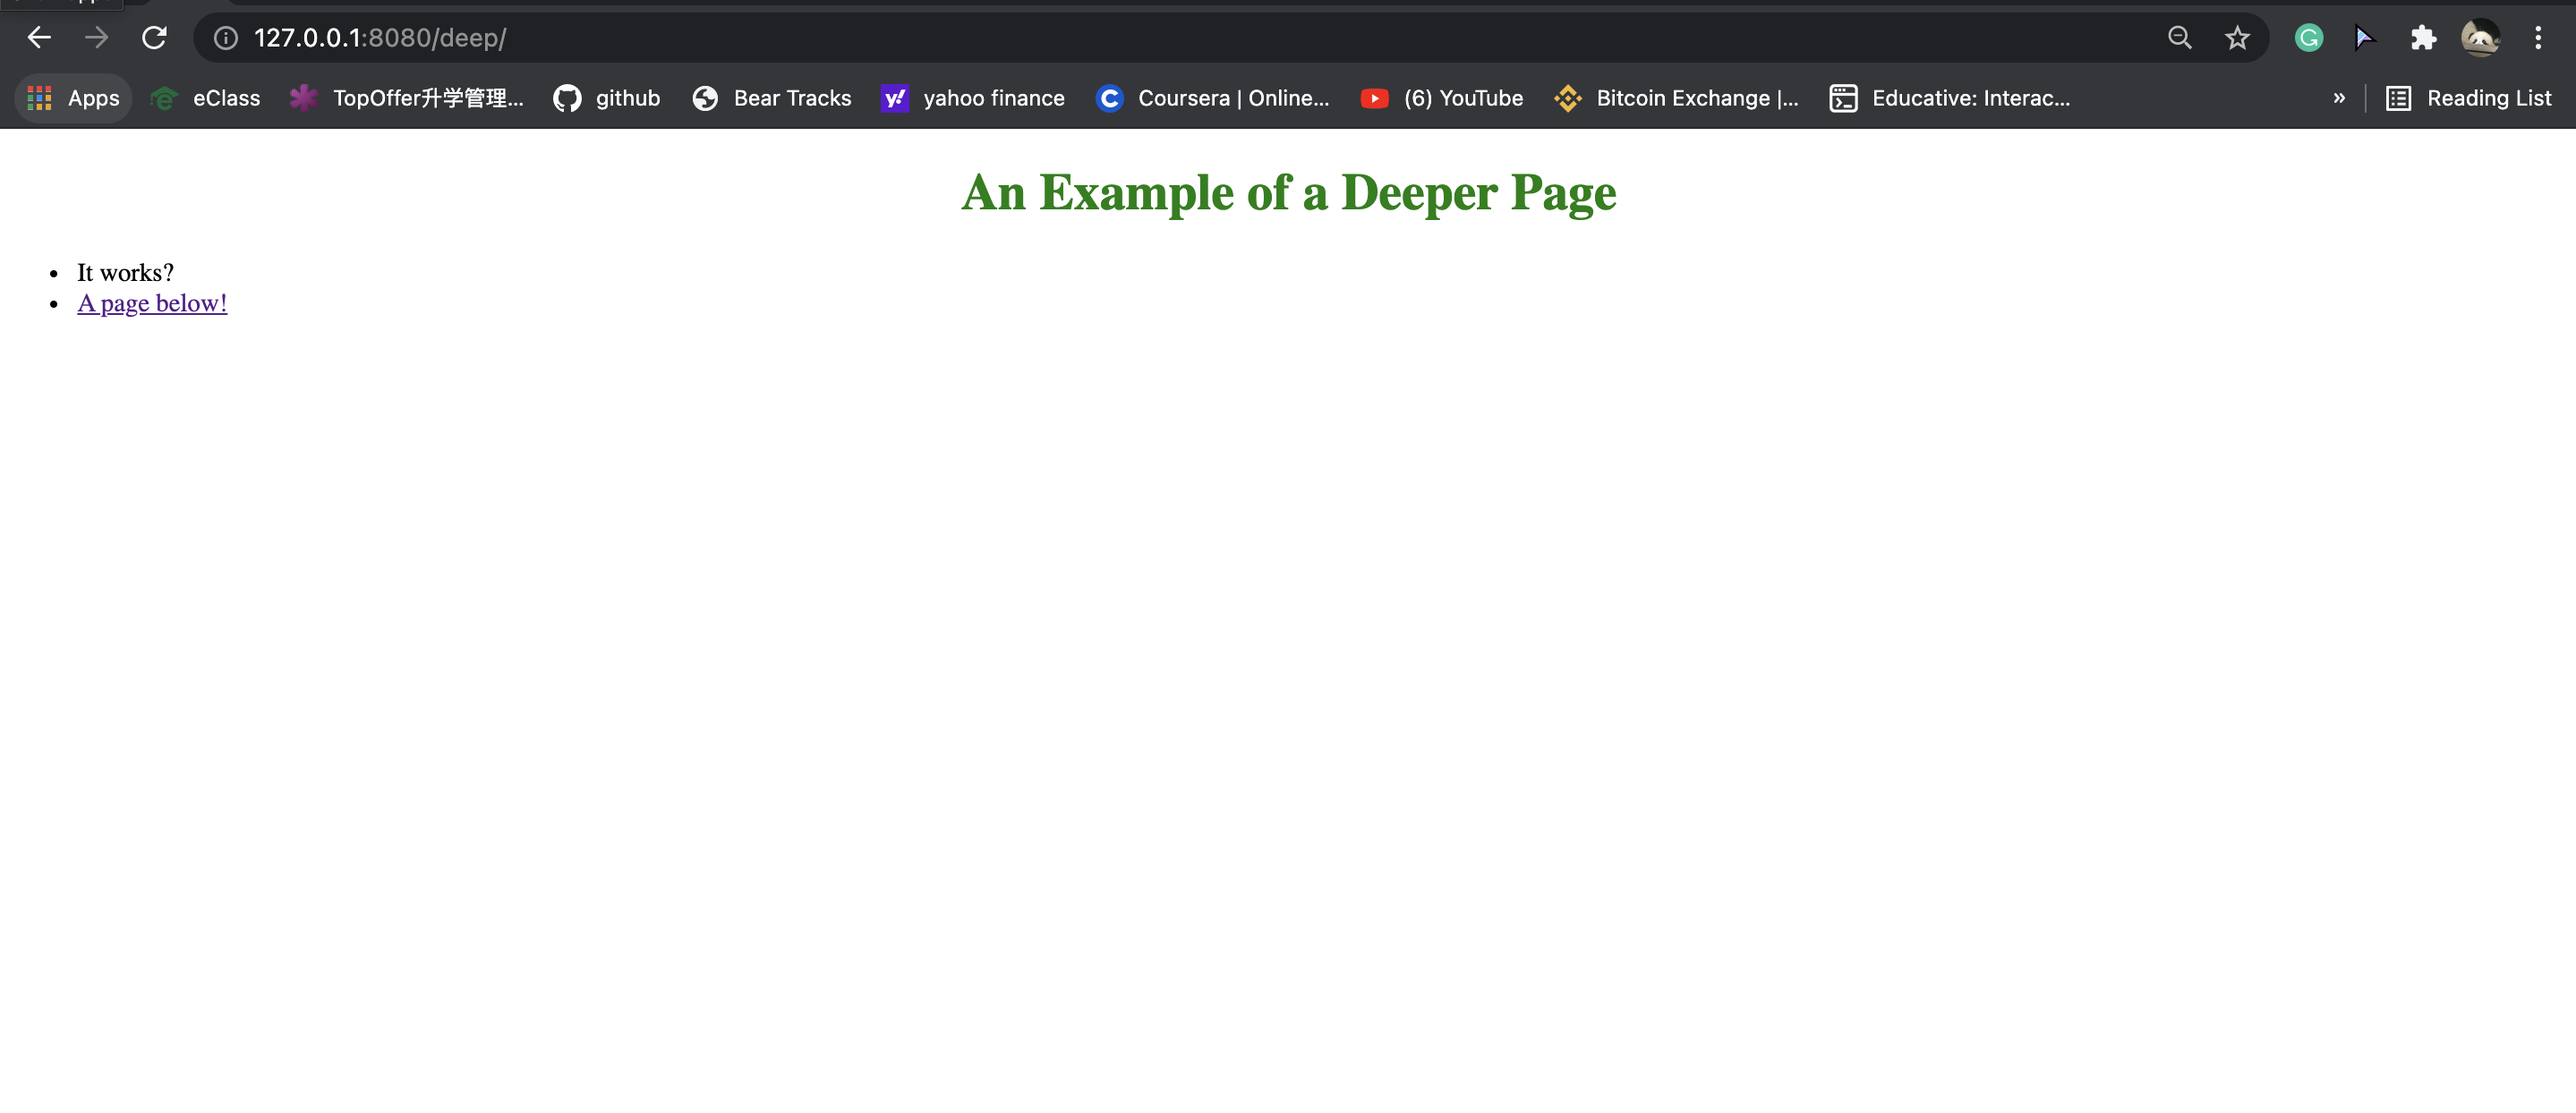 127.0.0.1:8080/deep/
Apps eClass TopOffer升学管理... github Bear Tracks yahoo finance Coursera | Online... (6) YouTube Bitcoin Exchange |... Educative: Interac... » Reading List
An Example of a Deeper Page
• It works?
• A page below!